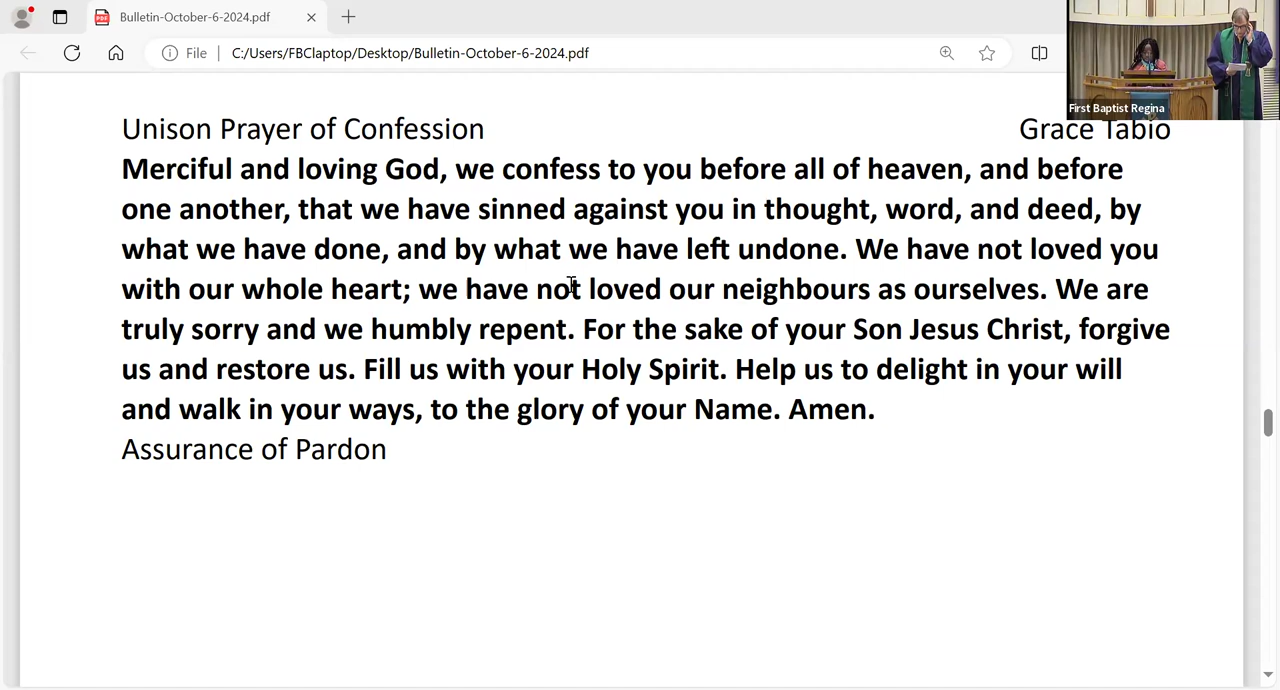 Bulletin-October-6-2024.pdf
File
C:/Users/FBClaptop/Desktop/Bulletin-October-6-2024.pdf
First Baptist Regina
Unison Prayer of Confession Grace Tabio
Merciful and loving God, we confess to you before all of heaven, and before
one another, that we have sinned against you in thought, word, and deed, by
what we have done, and by what we have left undone. We have not loved you
with our whole heart; we have not loved our neighbours as ourselves. We are
truly sorry and we humbly repent. For the sake of your Son Jesus Christ, forgive
us and restore us. Fill us with your Holy Spirit. Help us to delight in your will
and walk in your ways, to the glory of your Name. Amen.
Assurance of Pardon